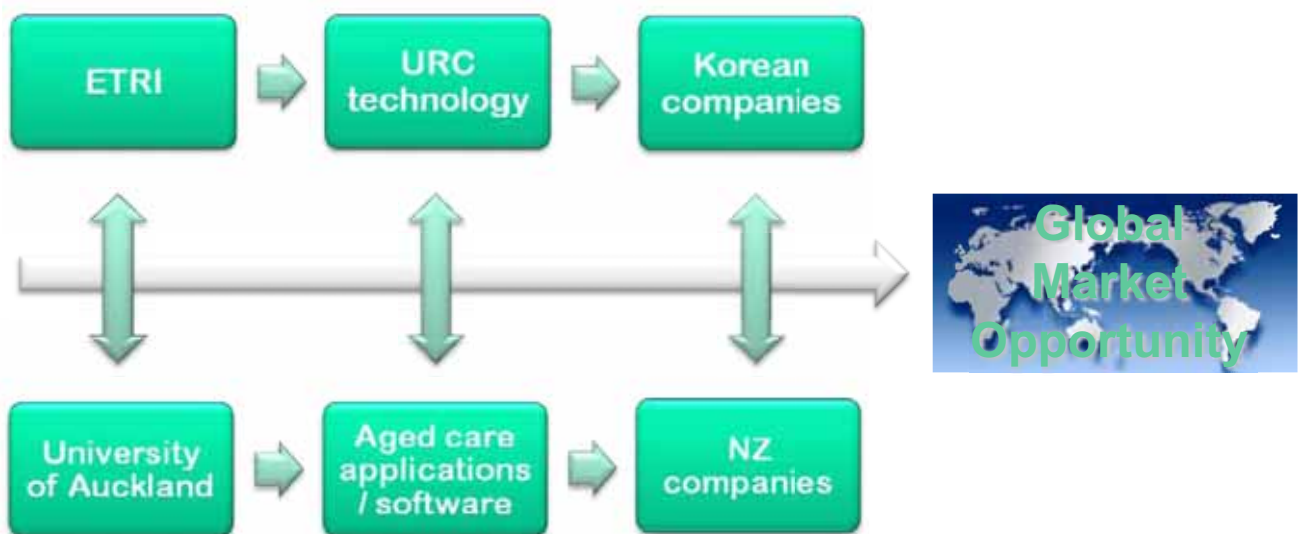 ETRI
URC
technology
Korean
companies
Global
Market
Opportunity
University
of Auckland
Aged care
applications
/ software
NZ
companies